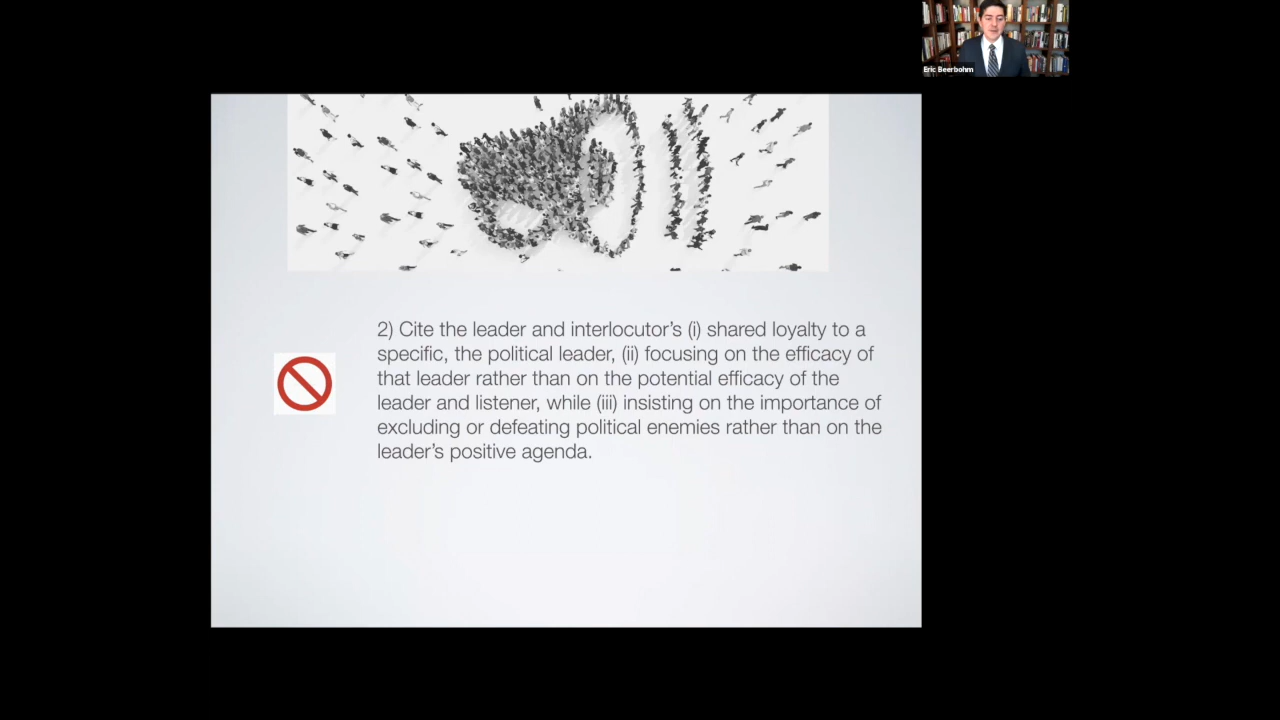 Eric Beerbohm
2) Cite the leader and interlocutor's (i) shared loyalty to a
specific, the political leader, (ii) focusing on the efficacy of
that leader rather than on the potential efficacy of the
leader and listener, while (iii) insisting on the importance of
excluding or defeating political enemies rather than on the
leader's positive agenda.